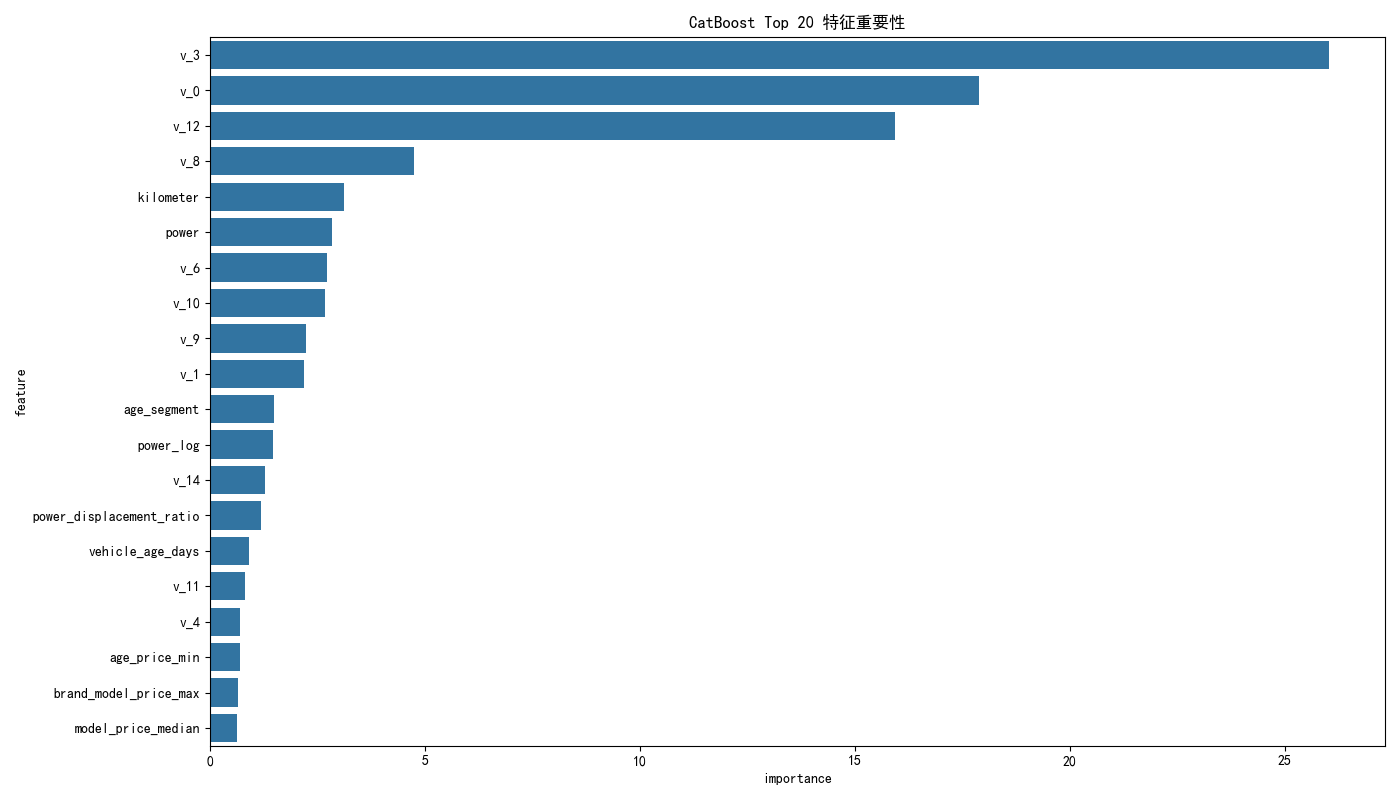 CatBoost Top 20 特征重要性
v_3
v_0
v_12
v_8
kilometer
power
v_6
v_10
v_9
v_1
age_segment
power_log
v_14
power_displacement_ratio
vehicle_age_days
v_11
v_4
age_price_min
brand_model_price_max
model_price_median
feature
0 5 10 15 20 25
importance